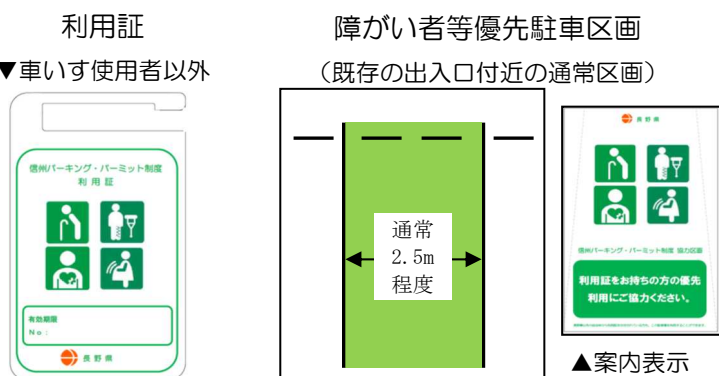 利用証
▼車いす使用者以外
信州パーキング・パーミット制度
利用証
有効期限
No:
長野県
障がい者等優先駐車区画
（既存の出入口付近の通常区画）
通常
2.5m
程度
長野県
信州パーキング・パーミット制度 協力区画
利用証をお持ちの方の優先
利用にご協力ください。
▲案内表示